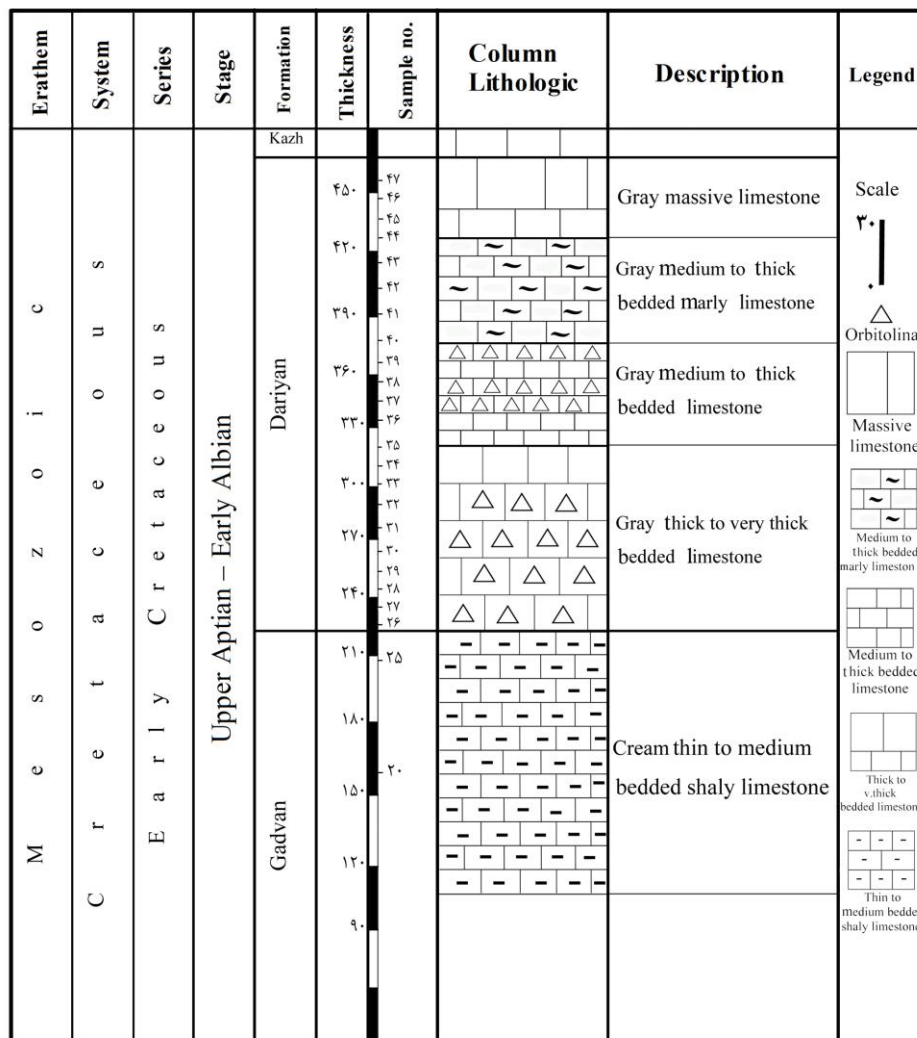 Erathem
System
Series
Stage
Formation
Thickness
Sample no.
Column
Lithologic
Description
Legend
Mesozoic
Cretaceous
Early Cretaceous
Upper Aptian – Early Albian
Kazh
Dariyan
Gadvan
۴۵۰
۴۲۰
۳۹۰
۳۶۰
۳۳۰
۳۰۰
۲۷۰
۲۴۰
۲۱۰
۱۸۰
۱۵۰
۱۲۰
۹۰
۴۷
۴۶
۴۵
۴۴
۴۳
۴۲
۴۱
۴۰
۳۹
۳۸
۳۷
۳۶
۳۵
۳۴
۳۳
۳۲
۳۱
۳۰
۲۹
۲۸
۲۷
۲۶
۲۵
۲۰
Gray massive limestone
Gray medium to thick
bedded marly limestone
Gray medium to thick
bedded limestone
Gray thick to very thick
bedded limestone
Cream thin to medium
bedded shaly limestone
Scale
۳۰
۰
Orbitolina
Massive
limestone
Medium to
thick bedded
marly limeston
Medium to
thick bedded
limestone
Thick to
v.thick
bedded limeston
Thin to
medium bedde
shaly limeston